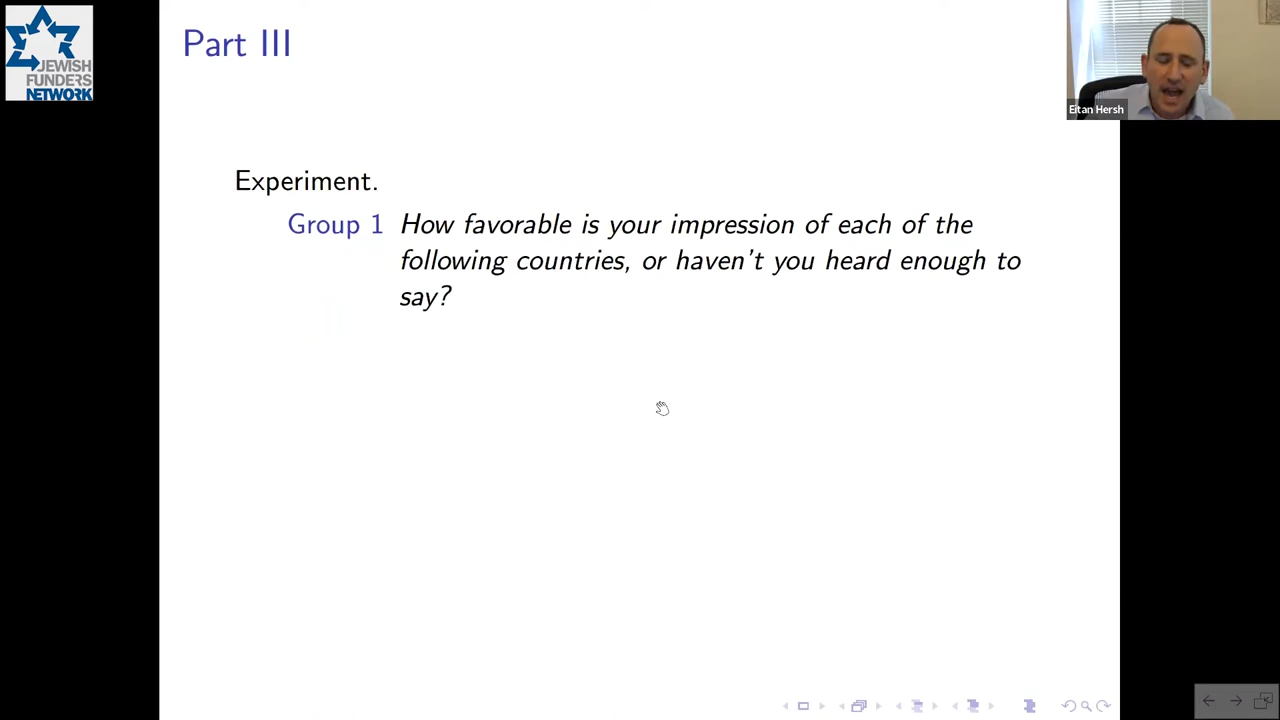 Part III
JEWISH
FUNDERS
NETWORK
Eitan Hersh
Experiment.
Group 1 How favorable is your impression of each of the
following countries, or haven't you heard enough to
say?